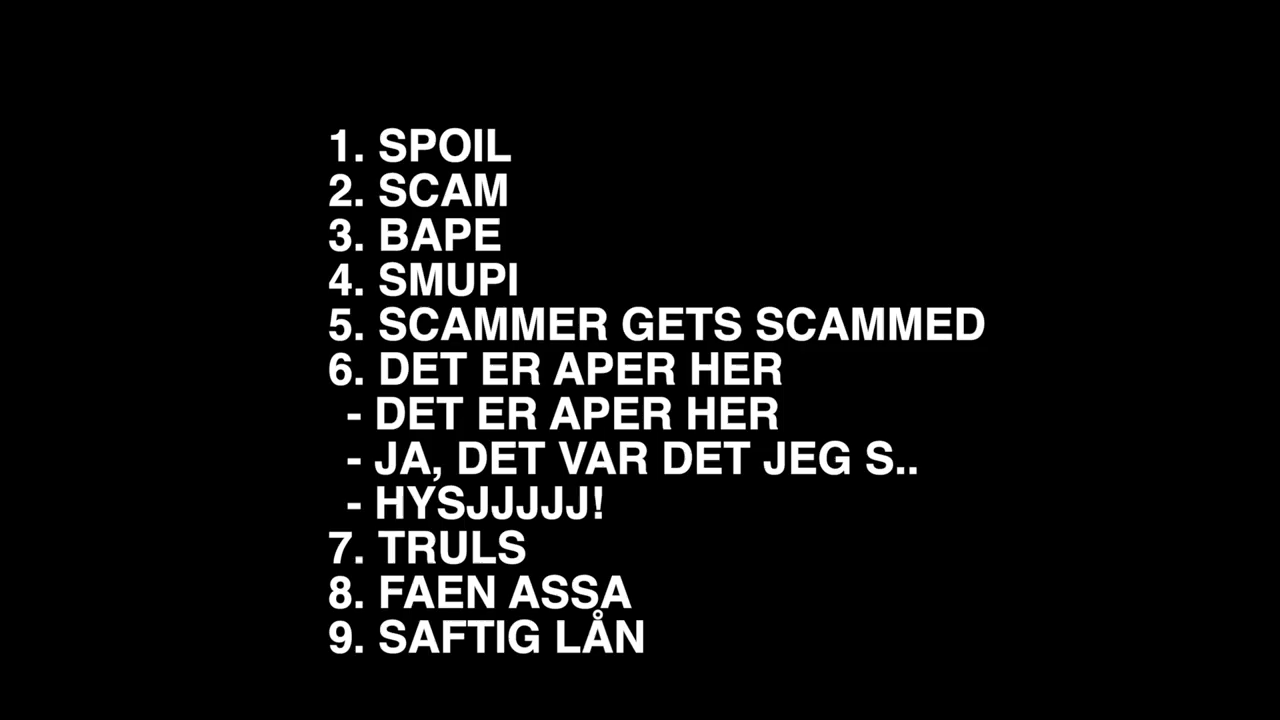 1. SPOIL
2. SCAM
3. BAPE
4. SMUPI
5. SCAMMER GETS SCAMMED
6. DET ER APER HER
- DET ER APER HER
- JA, DET VAR DET JEG S..
- HYSJJJJJ!
7. TRULS
8. FAEN ASSA
9. SAFTIG LÅN